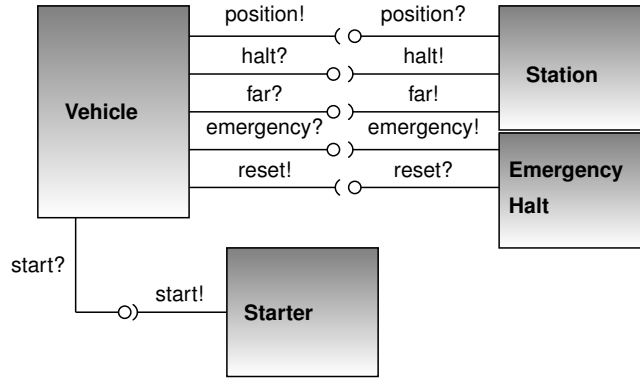 position! position?
halt? halt!
Station
Vehicle
far? far!
emergency? emergency!
reset! reset?
Emergency
Halt
start?
start!
Starter